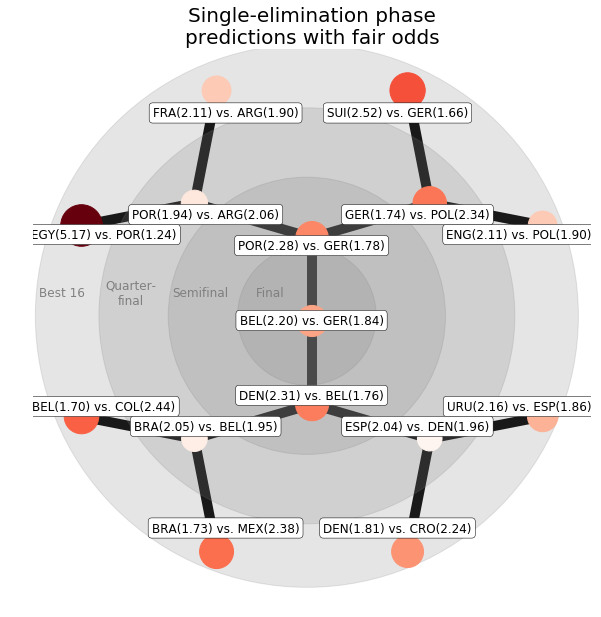 Single-elimination phase
predictions with fair odds
FRA(2.11) vs. ARG(1.90)
SUI(2.52) vs. GER(1.66)
POR(1.94) vs. ARG(2.06)
GER(1.74) vs. POL(2.34)
EGY(5.17) vs. POR(1.24)
ENG(2.11) vs. POL(1.90)
POR(2.28) vs. GER(1.78)
Best 16
Quarter-
final
Semifinal
Final
BEL(2.20) vs. GER(1.84)
DEN(2.31) vs. BEL(1.76)
BEL(1.70) vs. COL(2.44)
URU(2.16) vs. ESP(1.86)
BRA(2.05) vs. BEL(1.95)
ESP(2.04) vs. DEN(1.96)
BRA(1.73) vs. MEX(2.38)
DEN(1.81) vs. CRO(2.24)